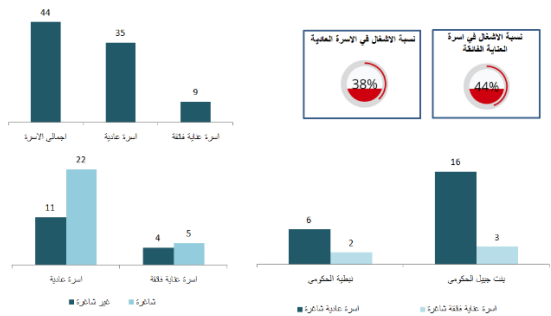 44
35
9
اجمالي الاسرة
اسرة عادية
اسرة عناية فائقة
نسبة الاشغال في الاسرة العادية
38%
نسبة الاشغال في اسرة
العناية الفائقة
44%
11
22
4
5
اسرة عادية
اسرة عناية فائقة
غير شاغرة
شاغرة
6
2
16
3
نبطية الحكومي
بنت جبيل الحكومي
اسرة عادية شاغرة
اسرة عناية فائقة شاغرة